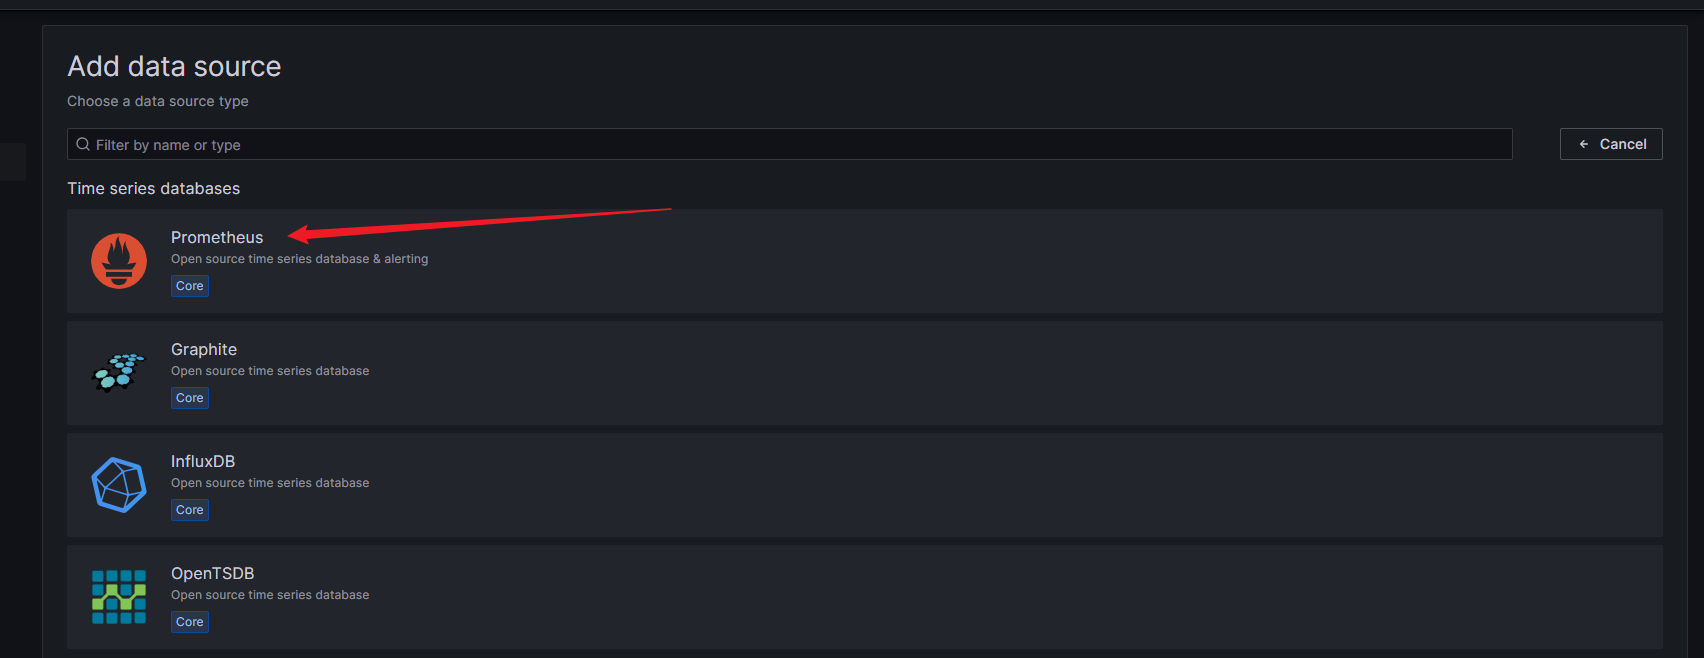 Add data source
Choose a data source type
Filter by name or type
Cancel
Time series databases
Prometheus
Open source time series database & alerting
Core
Graphite
Open source time series database
Core
InfluxDB
Open source time series database
Core
OpenTSDB
Open source time series database
Core